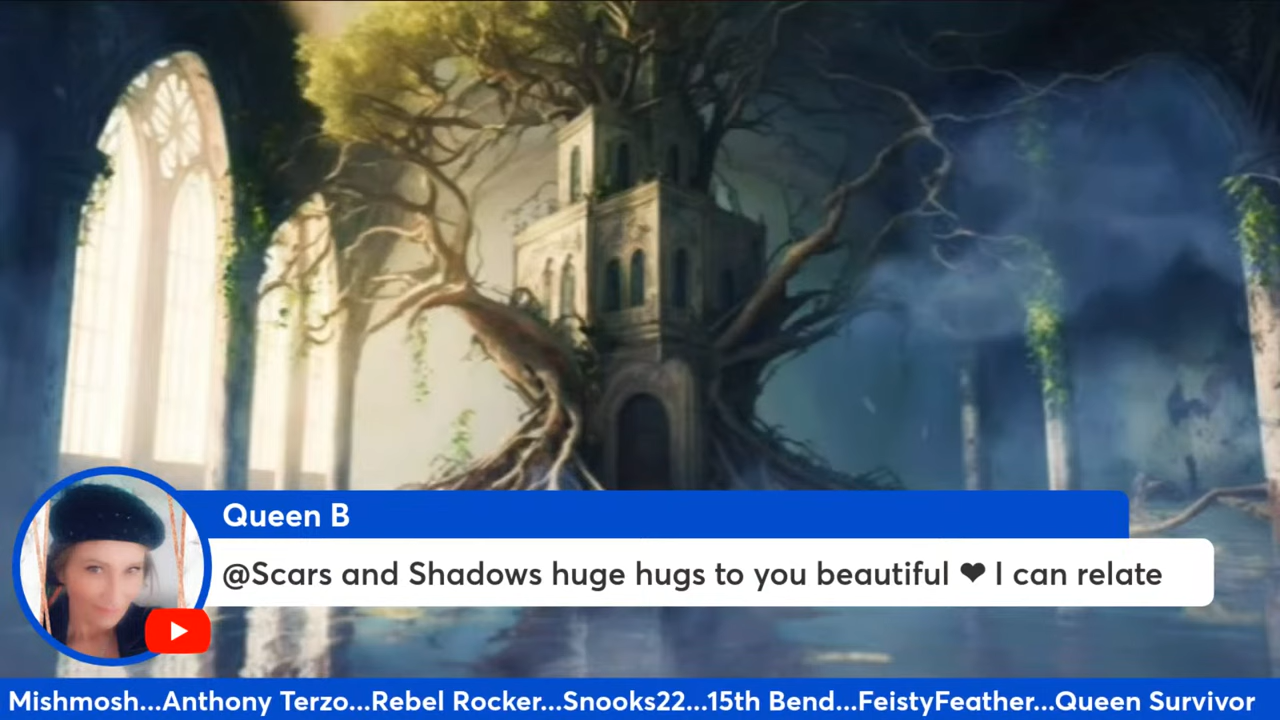 Queen B
@Scars and Shadows huge hugs to you beautiful ❤ I can relate
Mishmosh...Anthony Terzo...Rebel Rocker...Snooks22...15th Bend...FeistyFeather...Queen Survivor